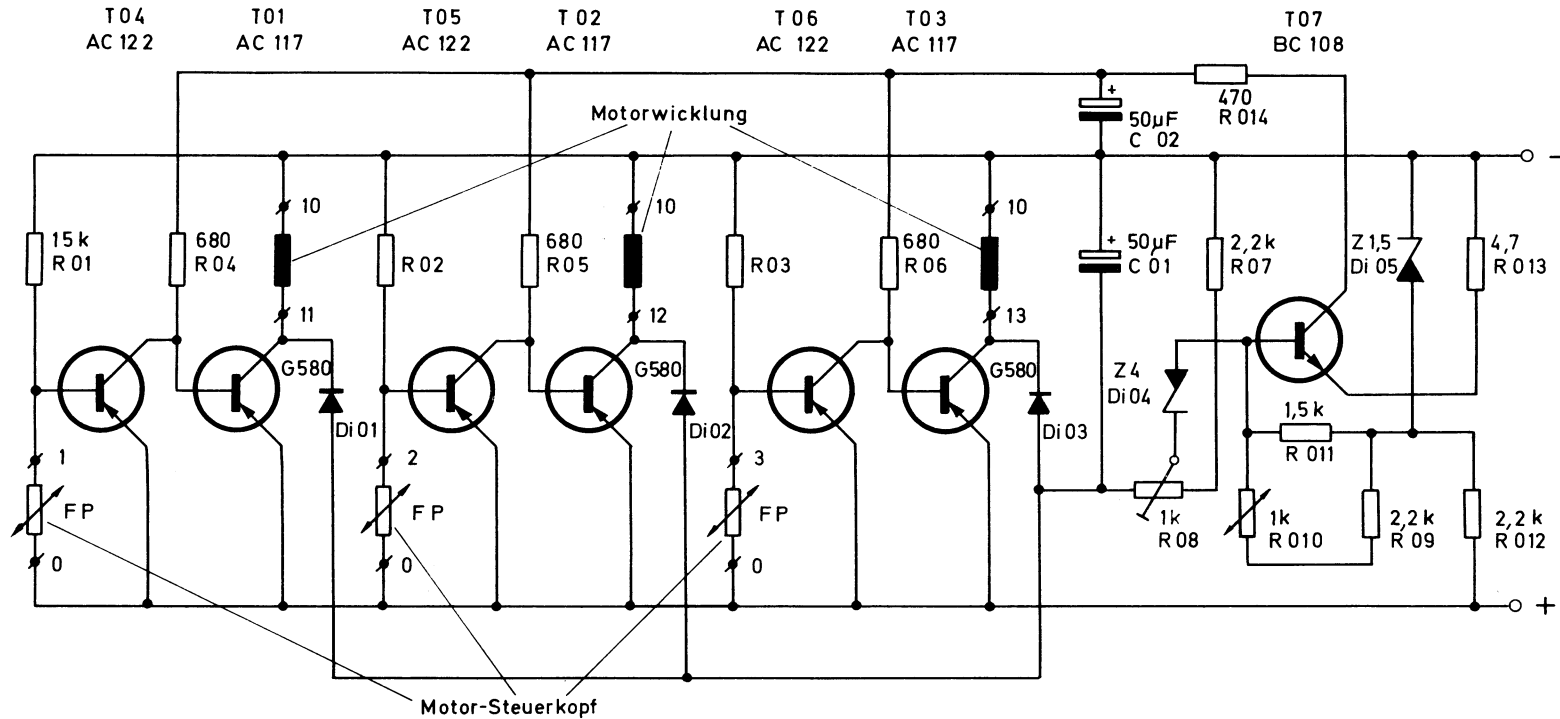 T04 T01 T05 T02 T06 T03 T07
AC 122 AC 117 AC 122 AC 117 AC 122 AC 117 BC 108
Motorwicklung
+
50µF
C 02
470
R 014
−
10
10
10
15k
R 01
680
R 04
R 02
680
R 05
R 03
680
R 06
+
50µF
C 01
2,2k
R 07
Z 1,5
Di 05
4,7
R 013
11
12
13
G580
G580
G580
Z 4
Di 04
Di 01
Di 02
Di 03
1,5 k
R 011
1
2
3
FP
FP
FP
1k
R 08
1k
R 010
2,2k
R 09
2,2k
R 012
0
0
0
+
Motor-Steuerkopf